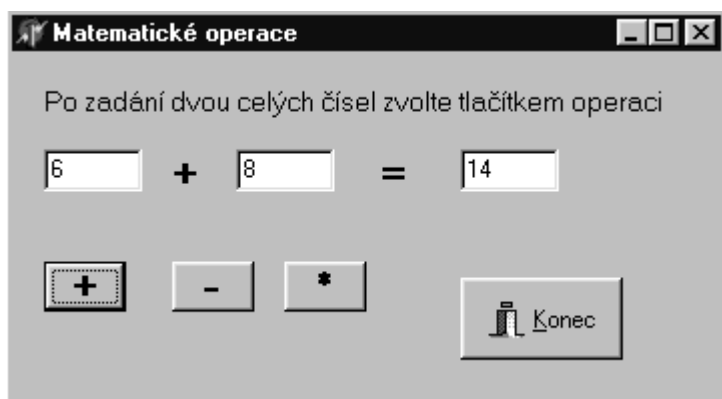 Matematické operace
Po zadání dvou celých čísel zvolte tlačítkem operaci
6 + 8 = 14
+ - *
Konec